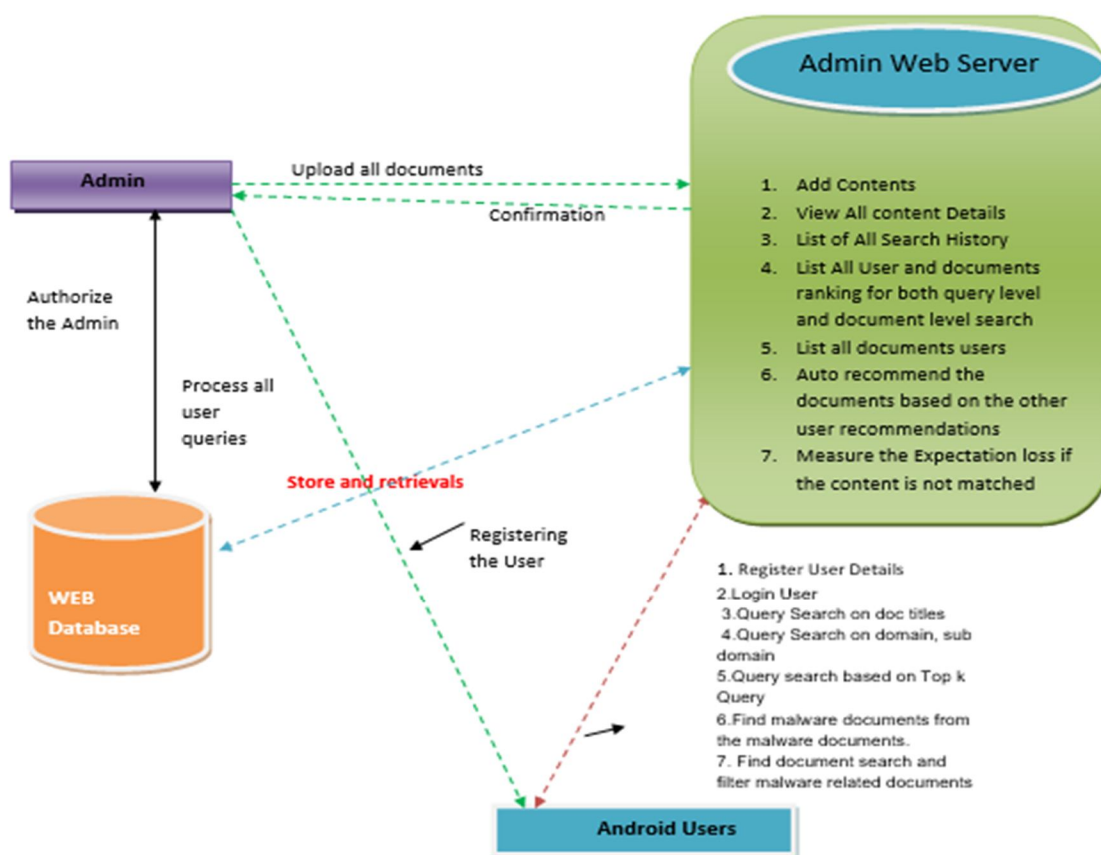 Admin Web Server
Admin
Upload all documents
Confirmation
1. Add Contents
2. View All content Details
3. List of All Search History
4. List All User and documents
ranking for both query level
and document level search
5. List all documents users
6. Auto recommend the
documents based on the other
user recommendations
7. Measure the Expectation loss if
the content is not matched
Authorize
the Admin
Process all
user
queries
Store and retrievals
Registering
the User
WEB
Database
1. Register User Details
2.Login User
3.Query Search on doc titles
4.Query Search on domain, sub
domain
5.Query search based on Top k
Query
6.Find malware documents from
the malware documents.
7. Find document search and
filter malware related documents
Android Users